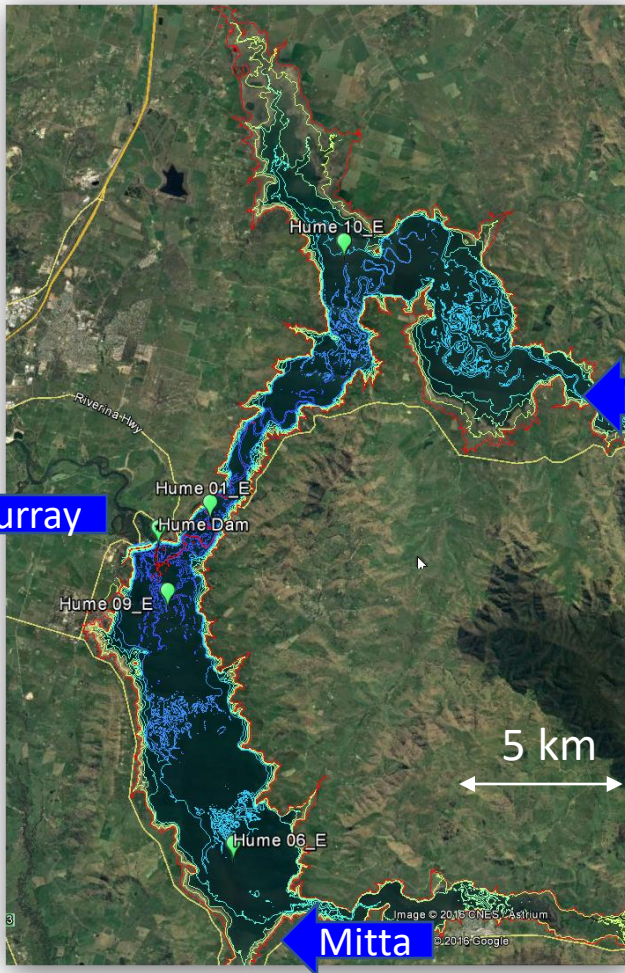 Hume 10_E
Riverina Hwy
Hume 01_E
urray
Hume Dam
Hume 09_E
5 km
Hume 06_E
3
Image © 2016 CNES / Astrium
Mitta
© 2016 Google